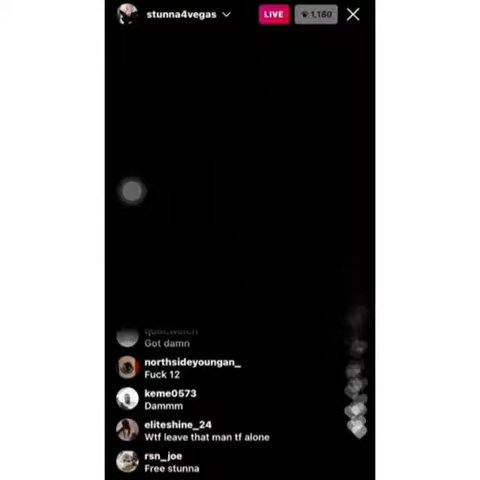 stunna4vegas
LIVE
1,160
Got damn
northsideyoungan_
Fuck 12
keme0573
Dammm
eliteshine_24
Wtf leave that man tf alone
rsn_joe
Free stunna